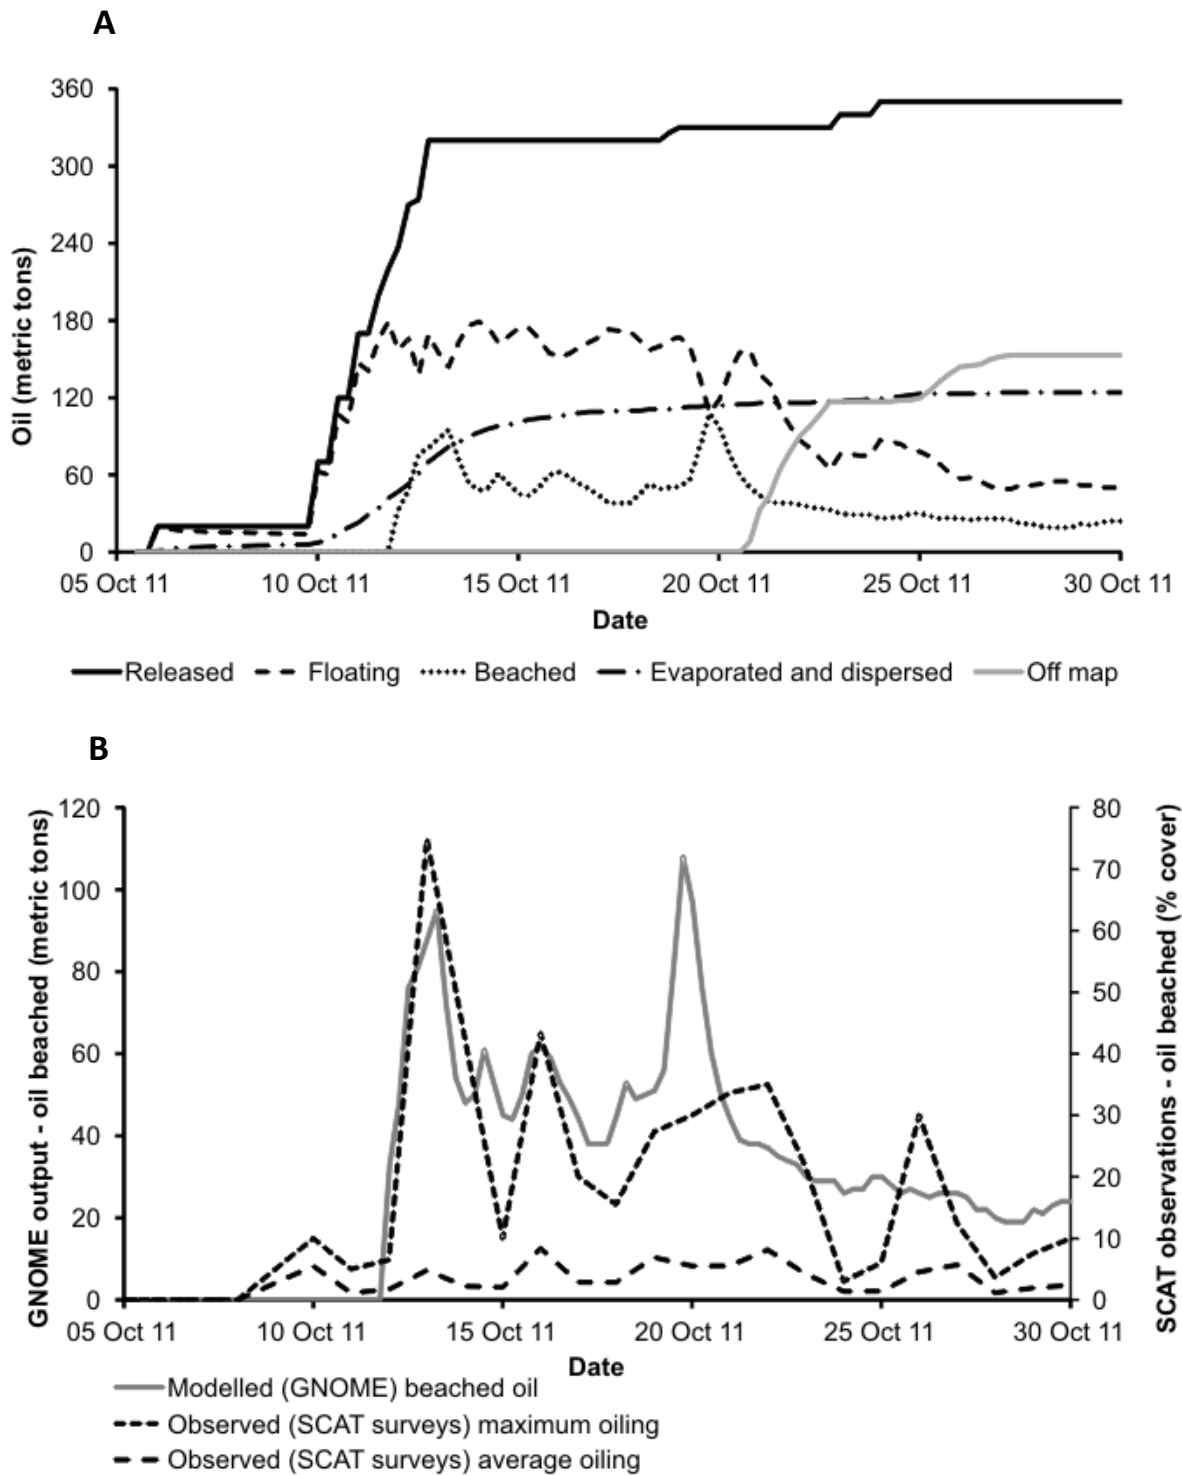 A
Oil (metric tons)
360
300
240
180
120
60
0
05 Oct 11 10 Oct 11 15 Oct 11 20 Oct 11 25 Oct 11 30 Oct 11
Date
Released Floating Beached Evaporated and dispersed Off map
B
GNOME output - oil beached (metric tons)
120
100
80
60
40
20
0
80
70
60
50
40
30
20
10
0
SCAT observations - oil beached (% cover)
05 Oct 11 10 Oct 11 15 Oct 11 20 Oct 11 25 Oct 11 30 Oct 11
Date
Modelled (GNOME) beached oil
Observed (SCAT surveys) maximum oiling
Observed (SCAT surveys) average oiling